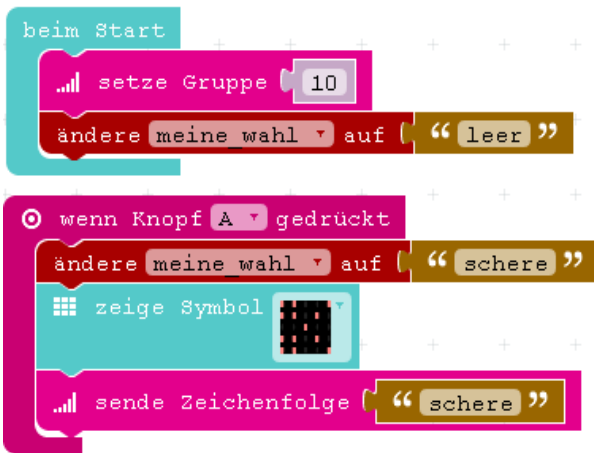 beim Start
setze Gruppe 10
ändere meine_wahl auf “ leer ”
wenn Knopf A gedrückt
ändere meine_wahl auf “ schere ”
zeige Symbol
sende Zeichenfolge “ schere ”